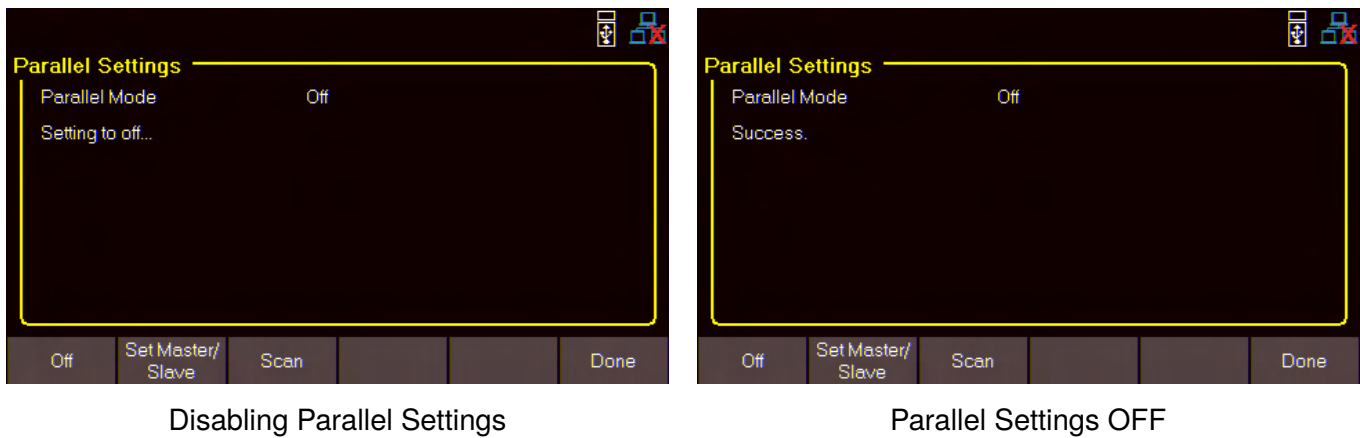 Parallel Settings
Parallel Mode Off
Setting to off...
Off Set Master/ Slave Scan Done
Disabling Parallel Settings
Parallel Settings
Parallel Mode Off
Success.
Off Set Master/ Slave Scan Done
Parallel Settings OFF